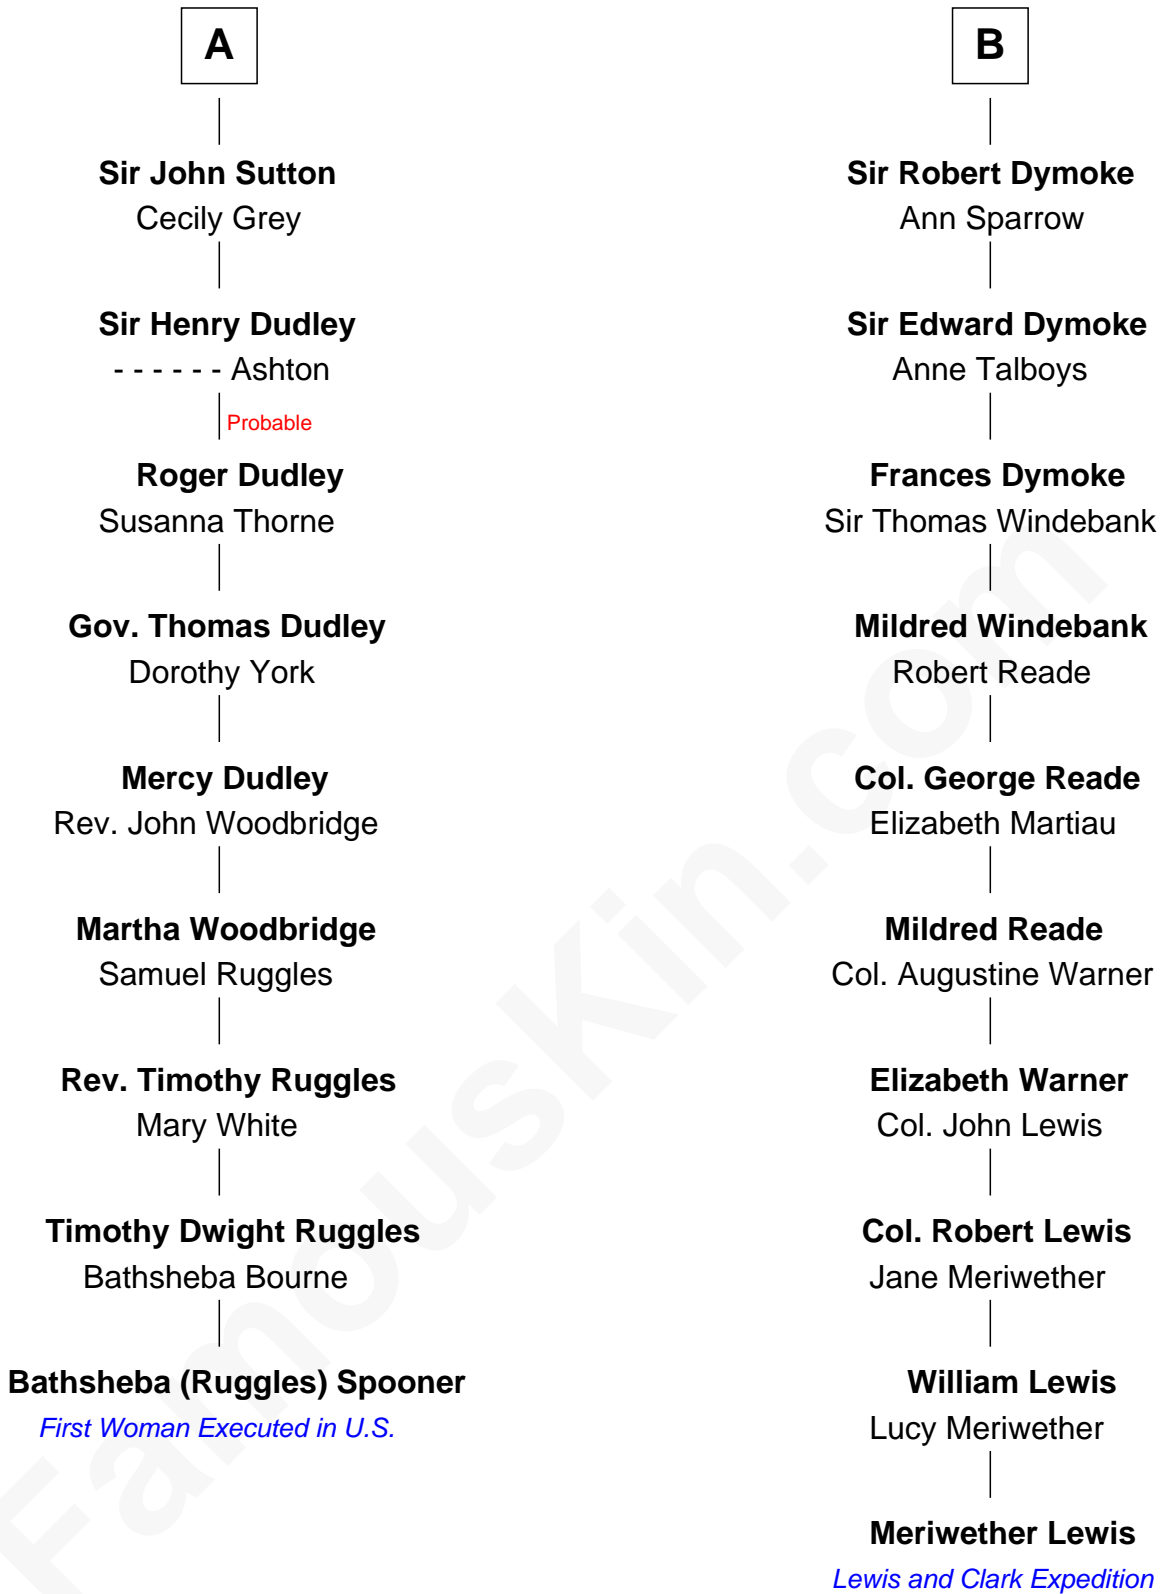 A
Sir John Sutton
Cecily Grey
Sir Henry Dudley
- - - - - - Ashton
Probable
Roger Dudley
Susanna Thorne
Gov. Thomas Dudley
Dorothy York
Mercy Dudley
Rev. John Woodbridge
Martha Woodbridge
Samuel Ruggles
Rev. Timothy Ruggles
Mary White
Timothy Dwight Ruggles
Bathsheba Bourne
Bathsheba (Ruggles) Spooner
First Woman Executed in U.S.
B
Sir Robert Dymoke
Ann Sparrow
Sir Edward Dymoke
Anne Talboys
Frances Dymoke
Sir Thomas Windebank
Mildred Windebank
Robert Reade
Col. George Reade
Elizabeth Martiau
Mildred Reade
Col. Augustine Warner
Elizabeth Warner
Col. John Lewis
Col. Robert Lewis
Jane Meriwether
William Lewis
Lucy Meriwether
Meriwether Lewis
Lewis and Clark Expedition
FamousKin.com